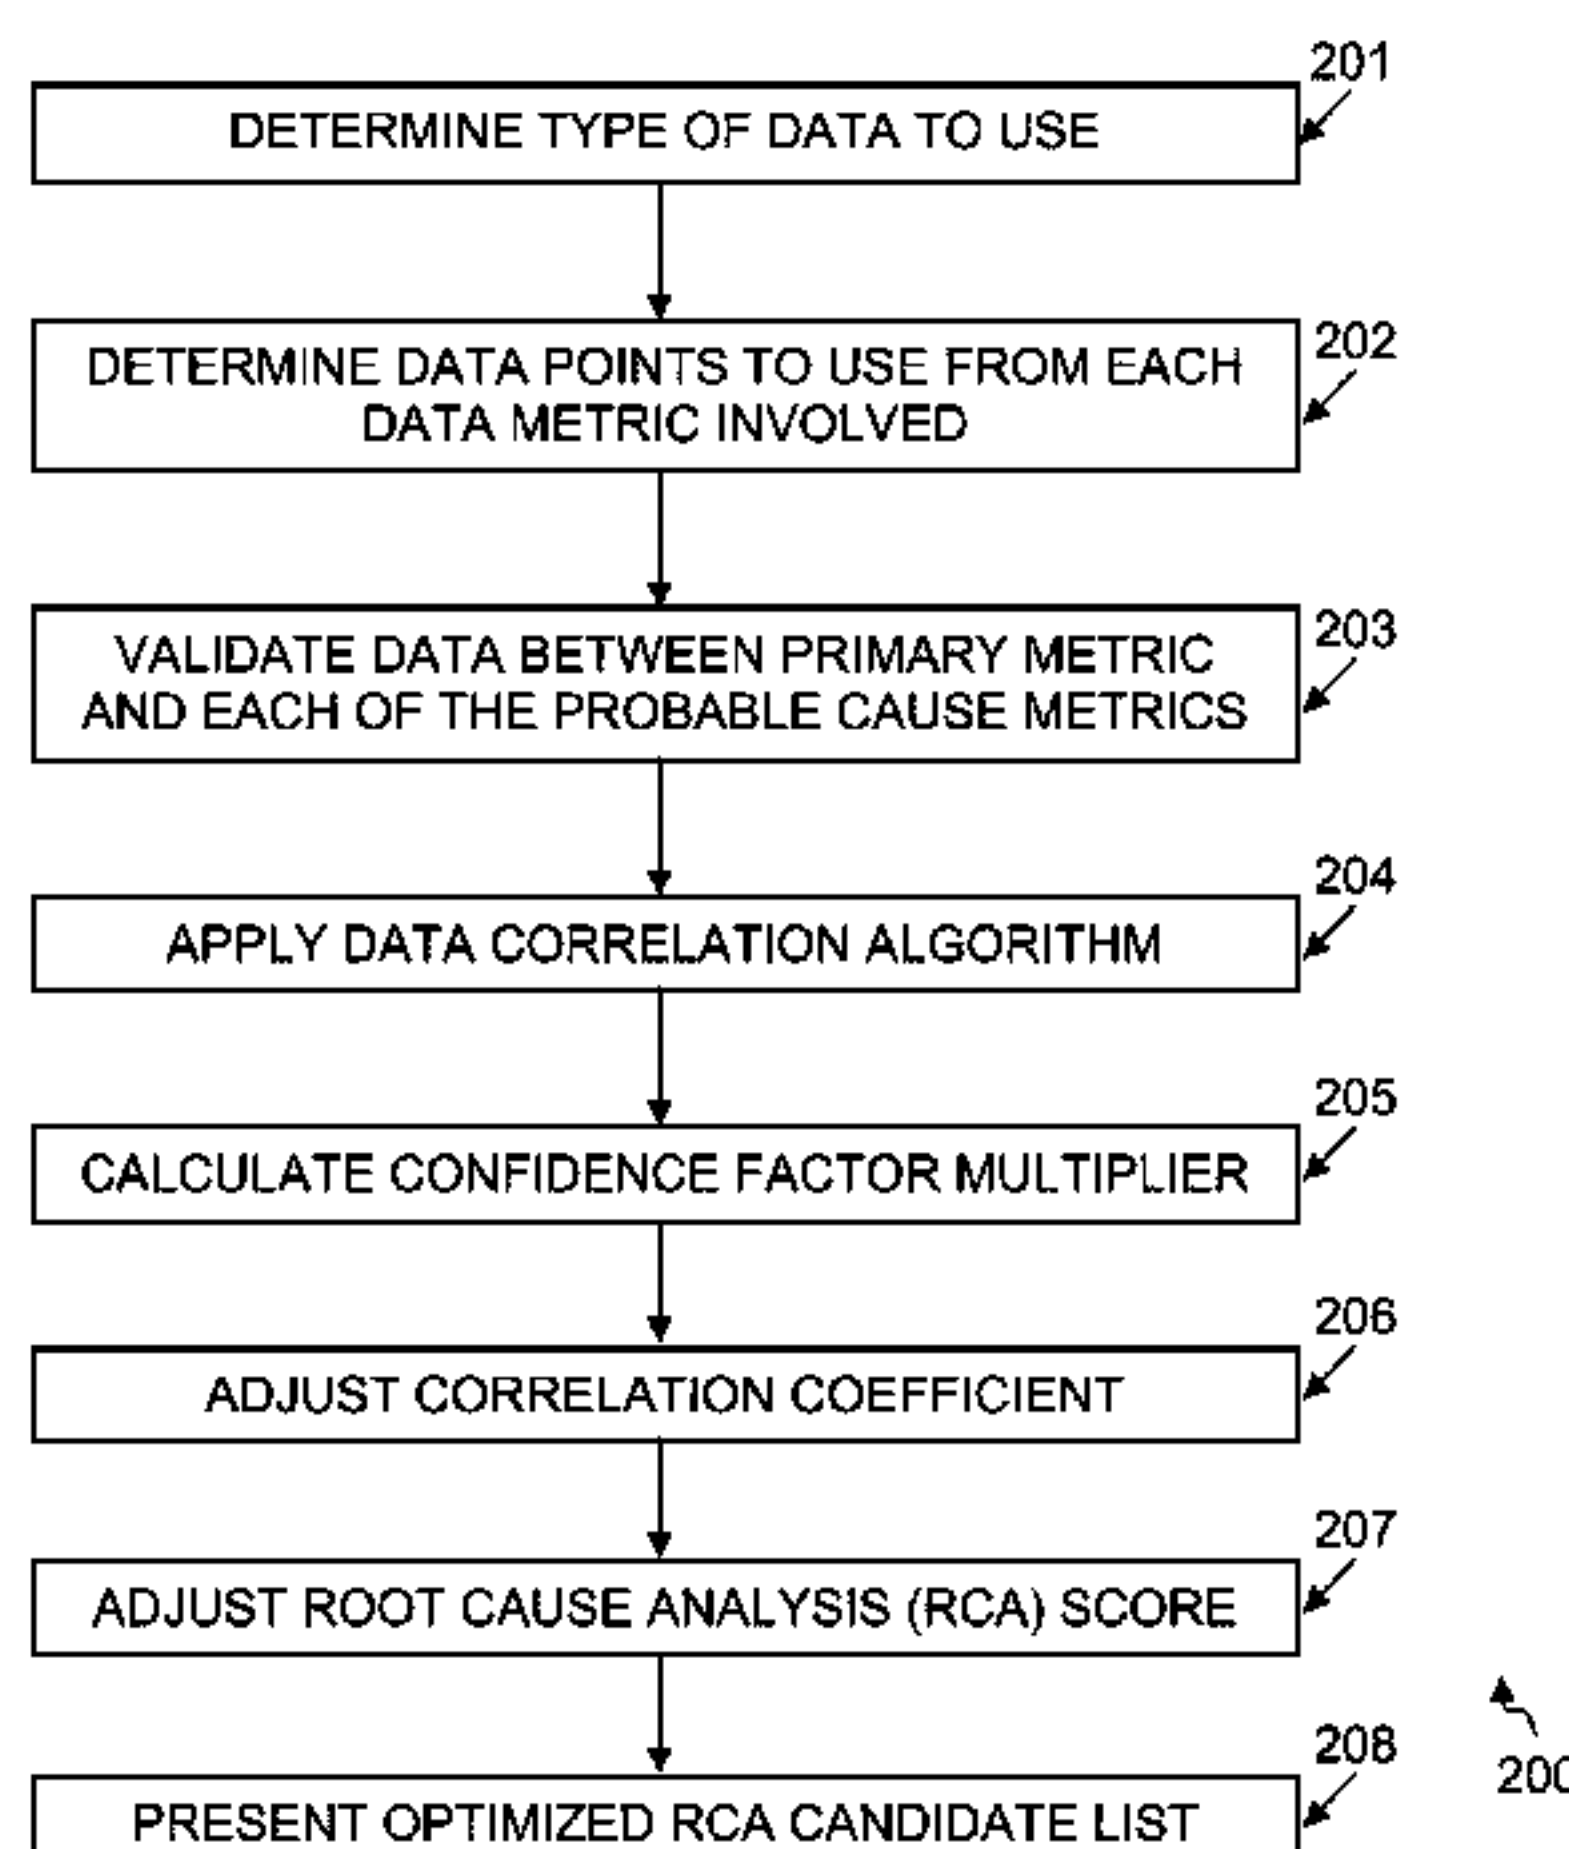 201
DETERMINE TYPE OF DATA TO USE
202
DETERMINE DATA POINTS TO USE FROM EACH
DATA METRIC INVOLVED
203
VALIDATE DATA BETWEEN PRIMARY METRIC
AND EACH OF THE PROBABLE CAUSE METRICS
204
APPLY DATA CORRELATION ALGORITHM
205
CALCULATE CONFIDENCE FACTOR MULTIPLIER
206
ADJUST CORRELATION COEFFICIENT
207
ADJUST ROOT CAUSE ANALYSIS (RCA) SCORE
208
200
PRESENT OPTIMIZED RCA CANDIDATE LIST